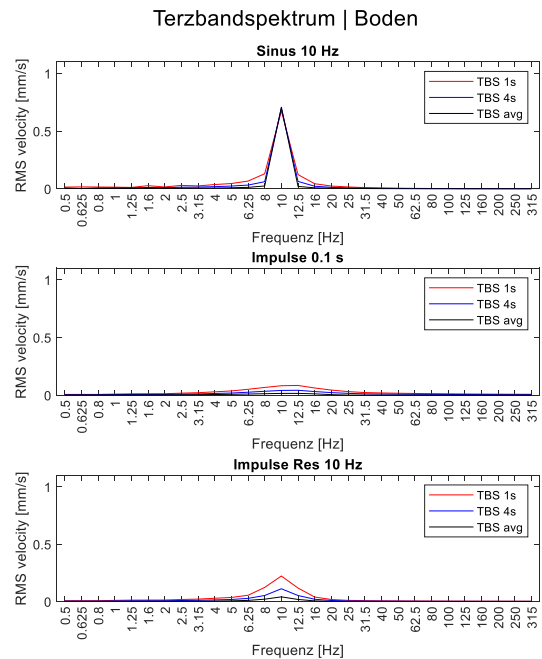 Terzbandspektrum | Boden
Sinus 10 Hz
RMS velocity [mm/s]
1
0.5
0
TBS 1s
TBS 4s
TBS avg
0.5 0.625 0.8 1 1.25 1.6 2 2.5 3.15 4 5 6.25 8 10 12.5 16 20 25 31.5 40 50 62.5 80 100 125 160 200 250 315
Frequenz [Hz]
Impulse 0.1 s
RMS velocity [mm/s]
1
0.5
0
TBS 1s
TBS 4s
TBS avg
0.5 0.625 0.8 1 1.25 1.6 2 2.5 3.15 4 5 6.25 8 10 12.5 16 20 25 31.5 40 50 62.5 80 100 125 160 200 250 315
Frequenz [Hz]
Impulse Res 10 Hz
RMS velocity [mm/s]
1
0.5
0
TBS 1s
TBS 4s
TBS avg
0.5 0.625 0.8 1 1.25 1.6 2 2.5 3.15 4 5 6.25 8 10 12.5 16 20 25 31.5 40 50 62.5 80 100 125 160 200 250 315
Frequenz [Hz]